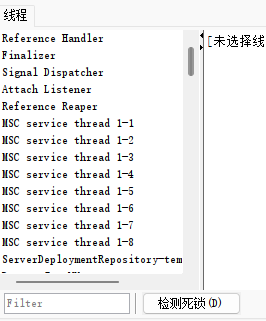 线程
Reference Handler
[未选择线
Finalizer
Signal Dispatcher
Attach Listener
Reference Reaper
MSC service thread 1-1
MSC service thread 1-2
MSC service thread 1-3
MSC service thread 1-4
MSC service thread 1-5
MSC service thread 1-6
MSC service thread 1-7
MSC service thread 1-8
ServerDeploymentRepository-tem
Filter
检测死锁(D)